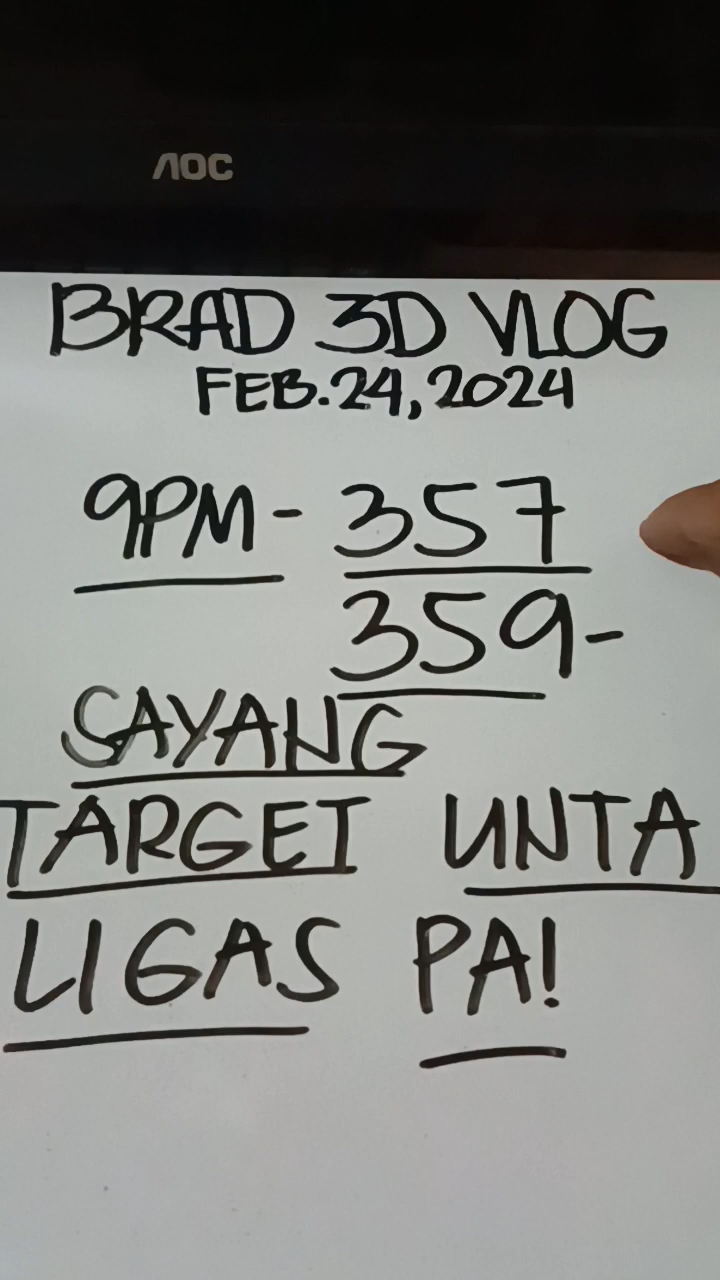 AOC
BRAD 3D VLOG
FEB.24,2024
9PM- 357
359-
SAYANG
TARGET UNTA
LIGAS PA!